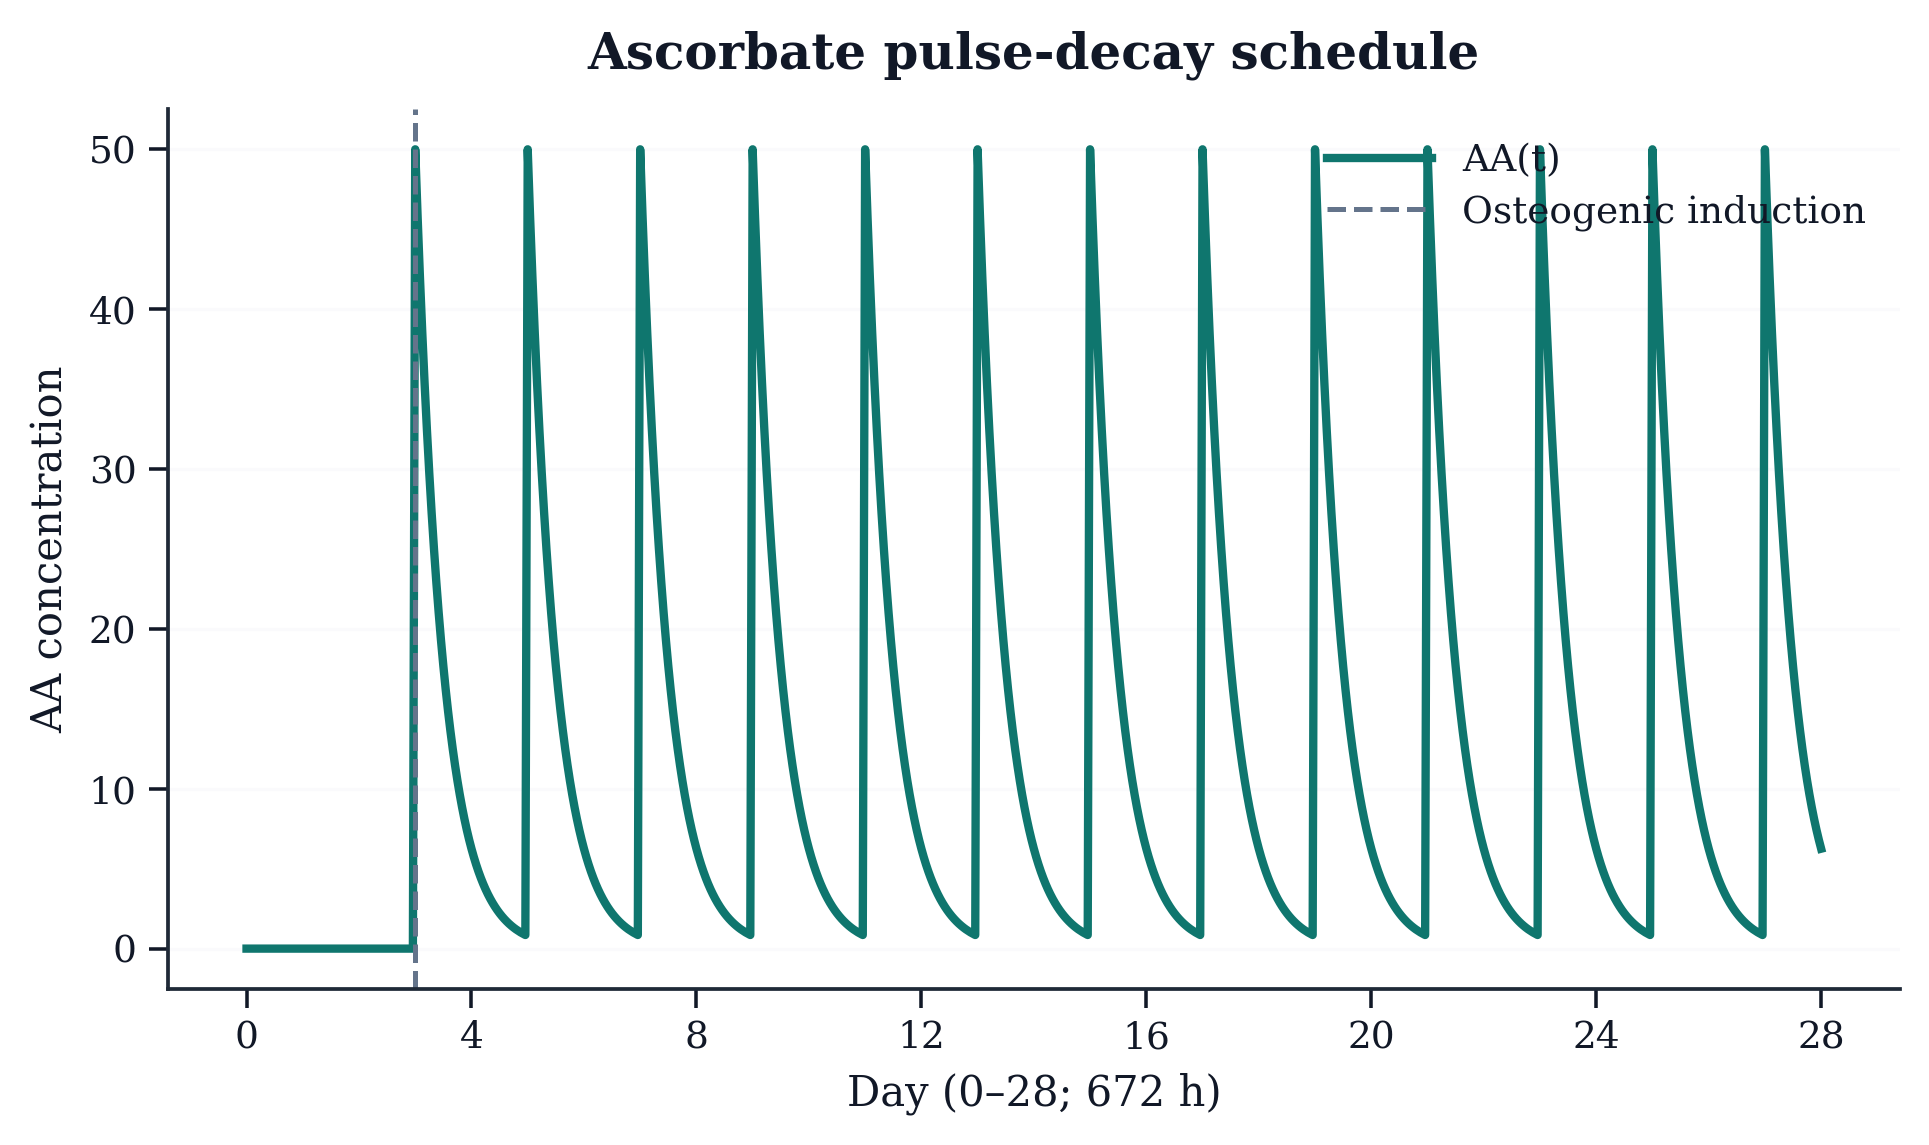 Ascorbate pulse-decay schedule
AA concentration
50
40
30
20
10
0
AA(t)
Osteogenic induction
0 4 8 12 16 20 24 28
Day (0–28; 672 h)